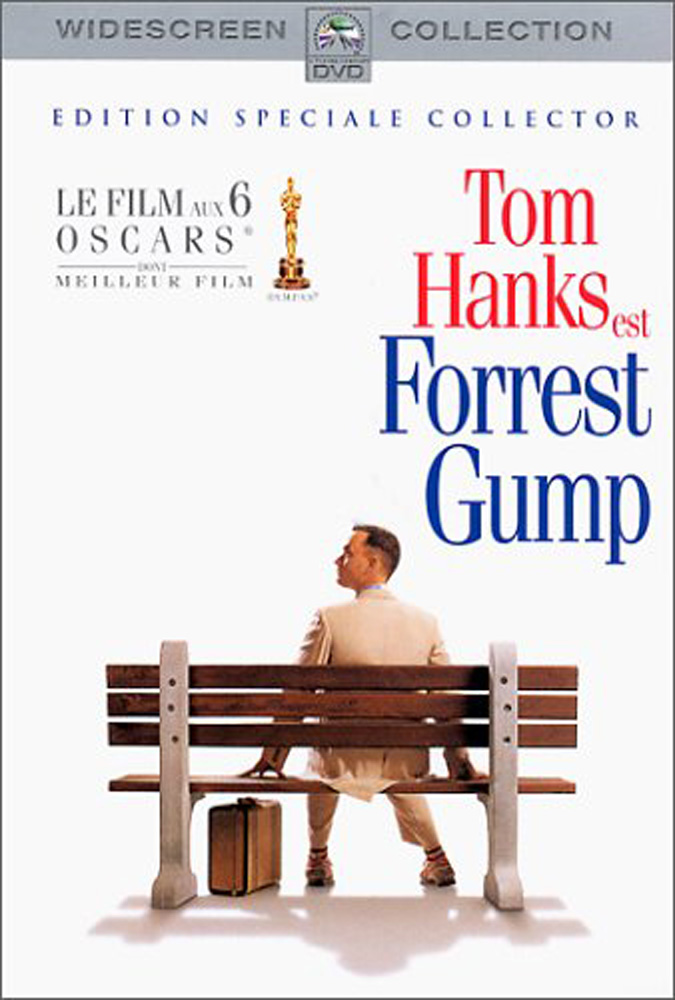 WIDESCREEN DVD COLLECTION
EDITION SPECIALE COLLECTOR
LE FILM AUX 6
OSCARS®
DONT
MEILLEUR FILM
©A.M.P.A.S.®
Tom
Hanks est
Forrest
Gump